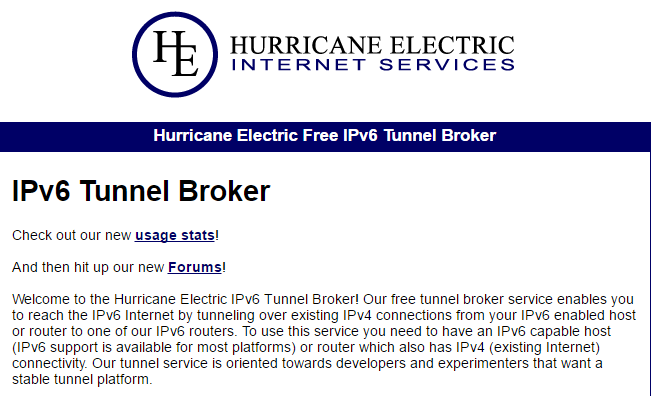 HE
HURRICANE ELECTRIC
INTERNET SERVICES
Hurricane Electric Free IPv6 Tunnel Broker
IPv6 Tunnel Broker
Check out our new usage stats!
And then hit up our new Forums!
Welcome to the Hurricane Electric IPv6 Tunnel Broker! Our free tunnel broker service enables you
to reach the IPv6 Internet by tunneling over existing IPv4 connections from your IPv6 enabled host
or router to one of our IPv6 routers. To use this service you need to have an IPv6 capable host
(IPv6 support is available for most platforms) or router which also has IPv4 (existing Internet)
connectivity. Our tunnel service is oriented towards developers and experimenters that want a
stable tunnel platform.